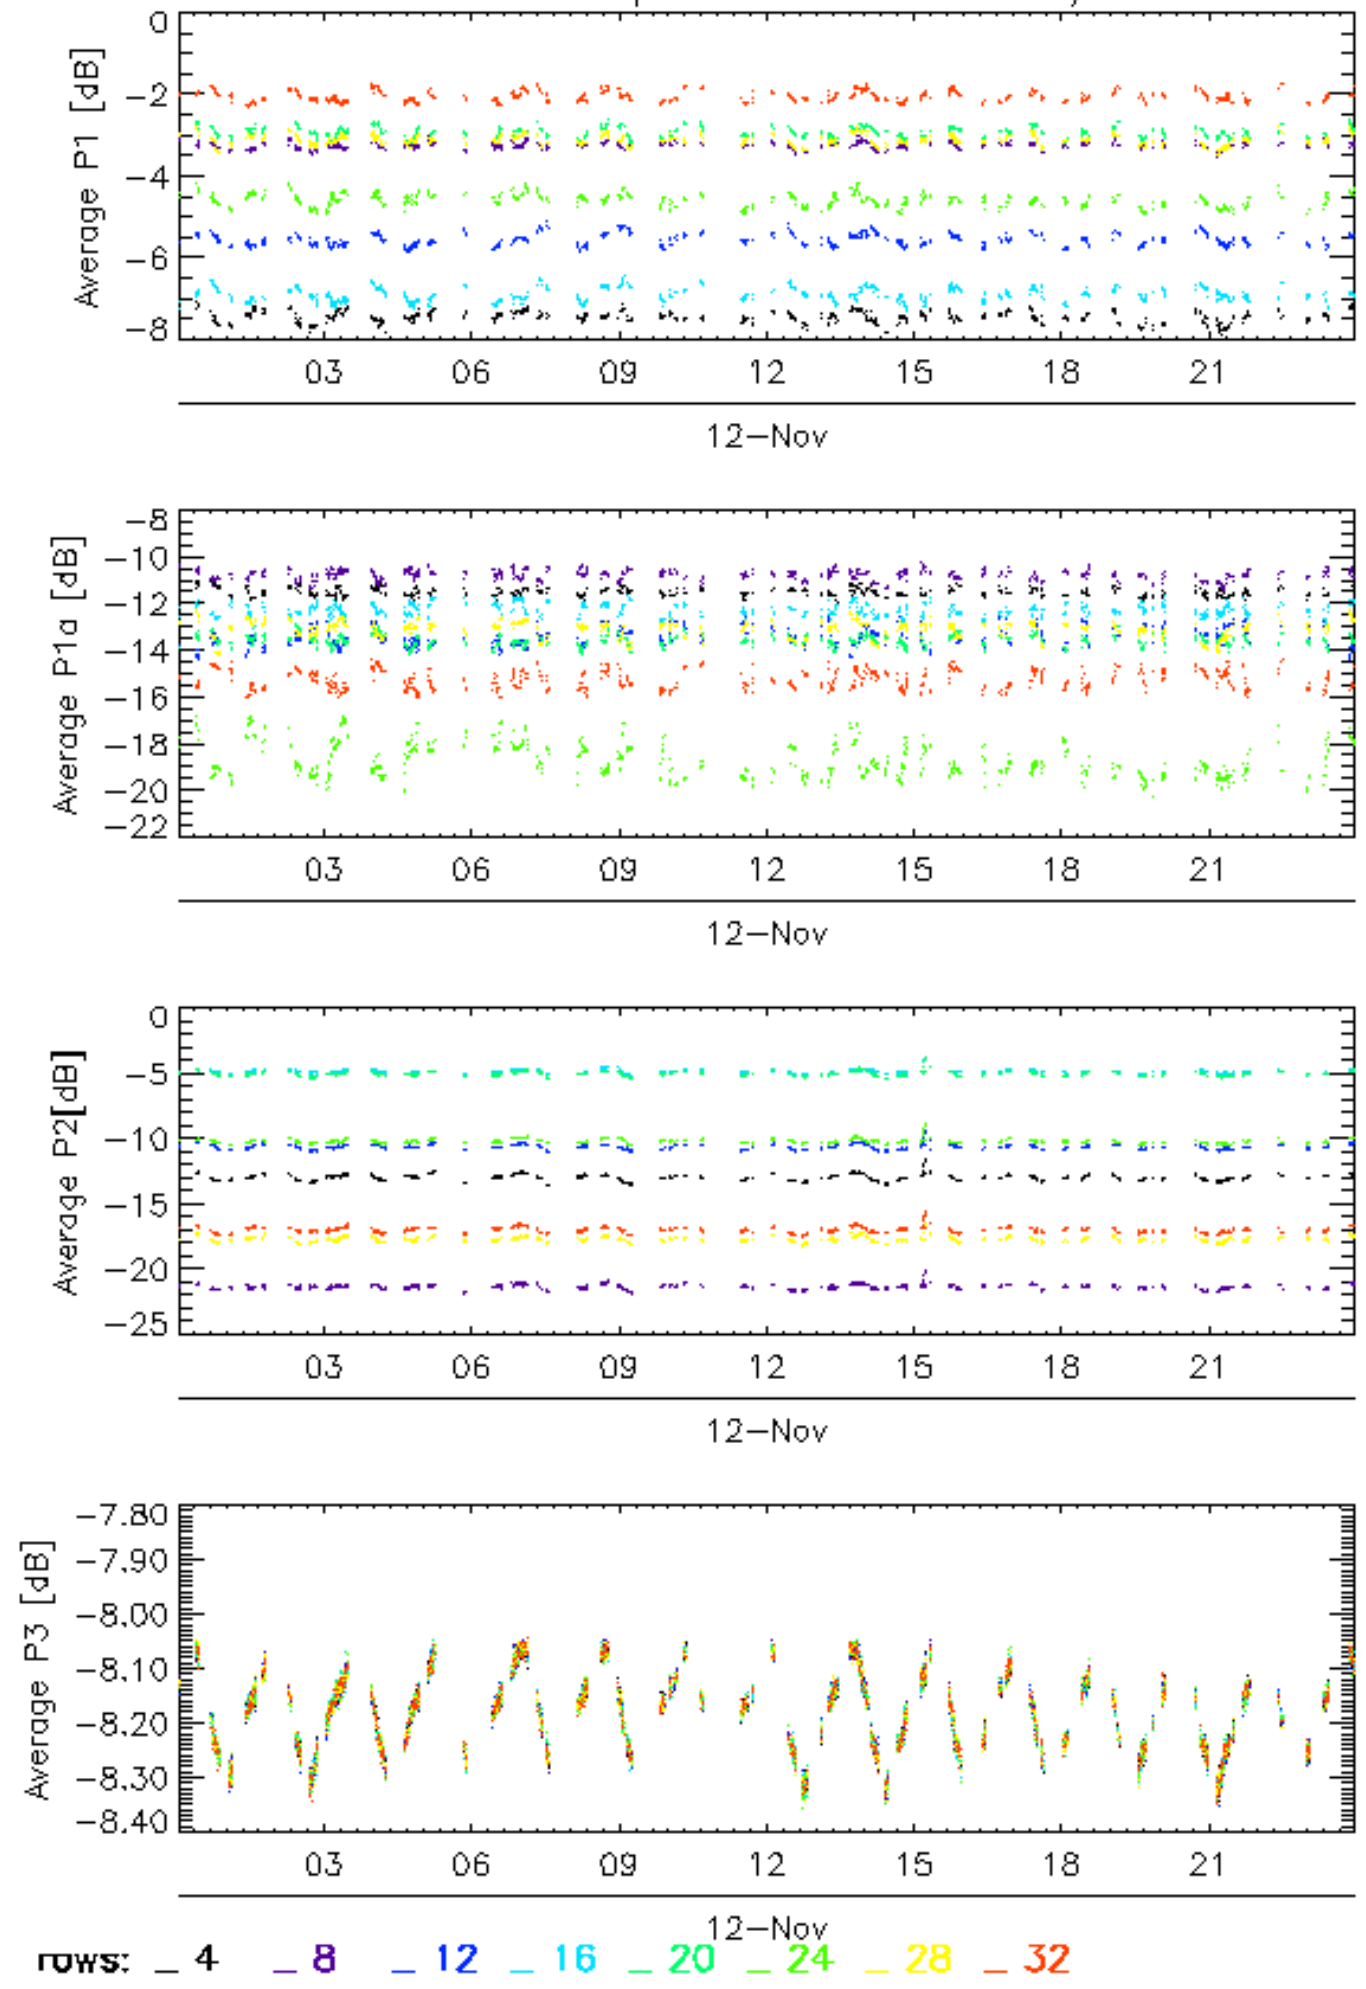 0
-2
-4
-6
-8
Average P1 [dB]
03 06 09 12 15 18 21
12-Nov
-8
-10
-12
-14
-16
-18
-20
-22
Average P1a [dB]
03 06 09 12 15 18 21
12-Nov
0
-5
-10
-15
-20
-25
Average P2[dB]
03 06 09 12 15 18 21
12-Nov
-7.80
-7.90
-8.00
-8.10
-8.20
-8.30
-8.40
Average P3 [dB]
03 06 09 12 15 18 21
12-Nov
rows: _ 4 _ 8 _ 12 _ 16 _ 20 _ 24 _ 28 _ 32